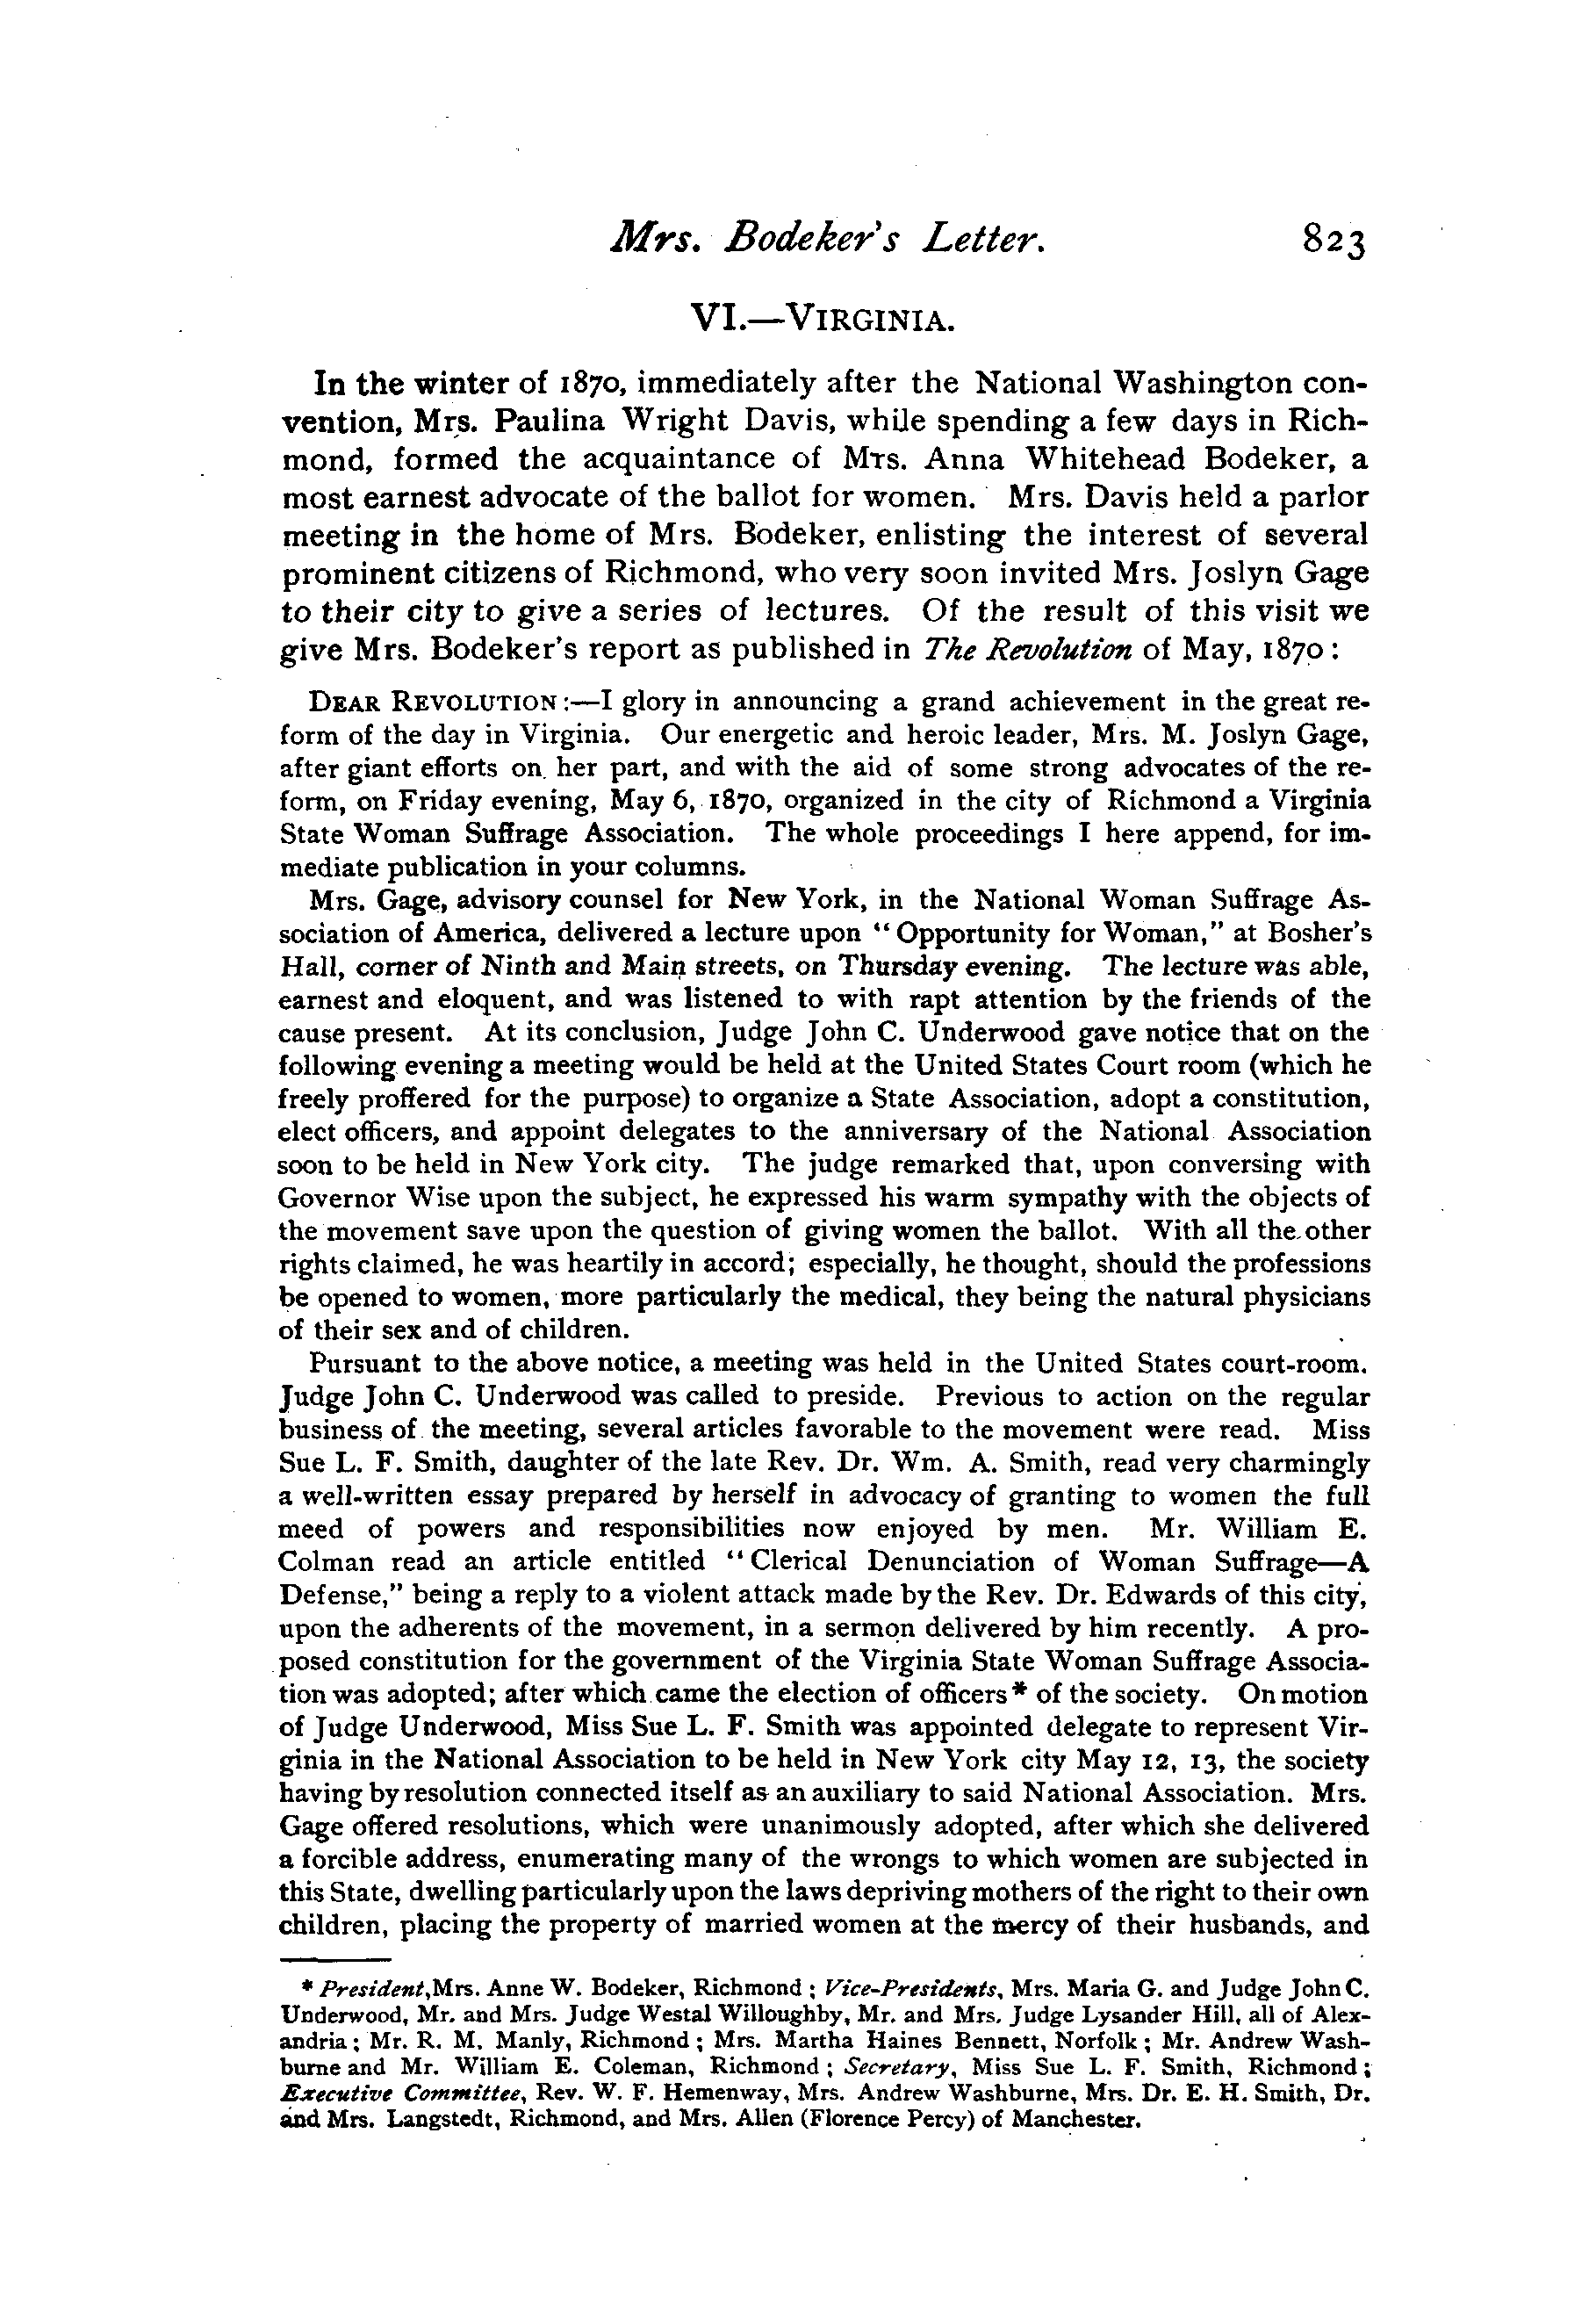 Mrs. Bodeker's Letter. 823
VI.—VIRGINIA.
In the winter of 1870, immediately after the National Washington con-
vention, Mrs. Paulina Wright Davis, while spending a few days in Rich-
mond, formed the acquaintance of Mrs. Anna Whitehead Bodeker, a
most earnest advocate of the ballot for women. Mrs. Davis held a parlor
meeting in the home of Mrs. Bodeker, enlisting the interest of several
prominent citizens of Richmond, who very soon invited Mrs. Joslyn Gage
to their city to give a series of lectures. Of the result of this visit we
give Mrs. Bodeker's report as published in The Revolution of May, 1870:
DEAR REVOLUTION:—I glory in announcing a grand achievement in the great re-
form of the day in Virginia. Our energetic and heroic leader, Mrs. M. Joslyn Gage,
after giant efforts on her part, and with the aid of some strong advocates of the re-
form, on Friday evening, May 6, 1870, organized in the city of Richmond a Virginia
State Woman Suffrage Association. The whole proceedings I here append, for im-
mediate publication in your columns.
Mrs. Gage, advisory counsel for New York, in the National Woman Suffrage As-
sociation of America, delivered a lecture upon "Opportunity for Woman," at Bosher's
Hall, corner of Ninth and Main streets, on Thursday evening. The lecture was able,
earnest and eloquent, and was listened to with rapt attention by the friends of the
cause present. At its conclusion, Judge John C. Underwood gave notice that on the
following evening a meeting would be held at the United States Court room (which he
freely proffered for the purpose) to organize a State Association, adopt a constitution,
elect officers, and appoint delegates to the anniversary of the National Association
soon to be held in New York city. The judge remarked that, upon conversing with
Governor Wise upon the subject, he expressed his warm sympathy with the objects of
the movement save upon the question of giving women the ballot. With all the other
rights claimed, he was heartily in accord; especially, he thought, should the professions
be opened to women, more particularly the medical, they being the natural physicians
of their sex and of children.
Pursuant to the above notice, a meeting was held in the United States court-room.
Judge John C. Underwood was called to preside. Previous to action on the regular
business of the meeting, several articles favorable to the movement were read. Miss
Sue L. F. Smith, daughter of the late Rev. Dr. Wm. A. Smith, read very charmingly
a well-written essay prepared by herself in advocacy of granting to women the full
meed of powers and responsibilities now enjoyed by men. Mr. William E.
Colman read an article entitled "Clerical Denunciation of Woman Suffrage—A
Defense," being a reply to a violent attack made by the Rev. Dr. Edwards of this city,
upon the adherents of the movement, in a sermon delivered by him recently. A pro-
posed constitution for the government of the Virginia State Woman Suffrage Associa-
tion was adopted; after which came the election of officers* of the society. On motion
of Judge Underwood, Miss Sue L. F. Smith was appointed delegate to represent Vir-
ginia in the National Association to be held in New York city May 12, 13, the society
having by resolution connected itself as an auxiliary to said National Association. Mrs.
Gage offered resolutions, which were unanimously adopted, after which she delivered
a forcible address, enumerating many of the wrongs to which women are subjected in
this State, dwelling particularly upon the laws depriving mothers of the right to their own
children, placing the property of married women at the mercy of their husbands, and
* President, Mrs. Anne W. Bodeker, Richmond; Vice-Presidents, Mrs. Maria G. and Judge John C.
Underwood, Mr. and Mrs. Judge Westal Willoughby, Mr. and Mrs. Judge Lysander Hill, all of Alex-
andria; Mr. R. M. Manly, Richmond; Mrs. Martha Haines Bennett, Norfolk; Mr. Andrew Wash-
burne and Mr. William E. Coleman, Richmond; Secretary, Miss Sue L. F. Smith, Richmond;
Executive Committee, Rev. W. F. Hemenway, Mrs. Andrew Washburne, Mrs. Dr. E. H. Smith, Dr.
and Mrs. Langstedt, Richmond, and Mrs. Allen (Florence Percy) of Manchester.